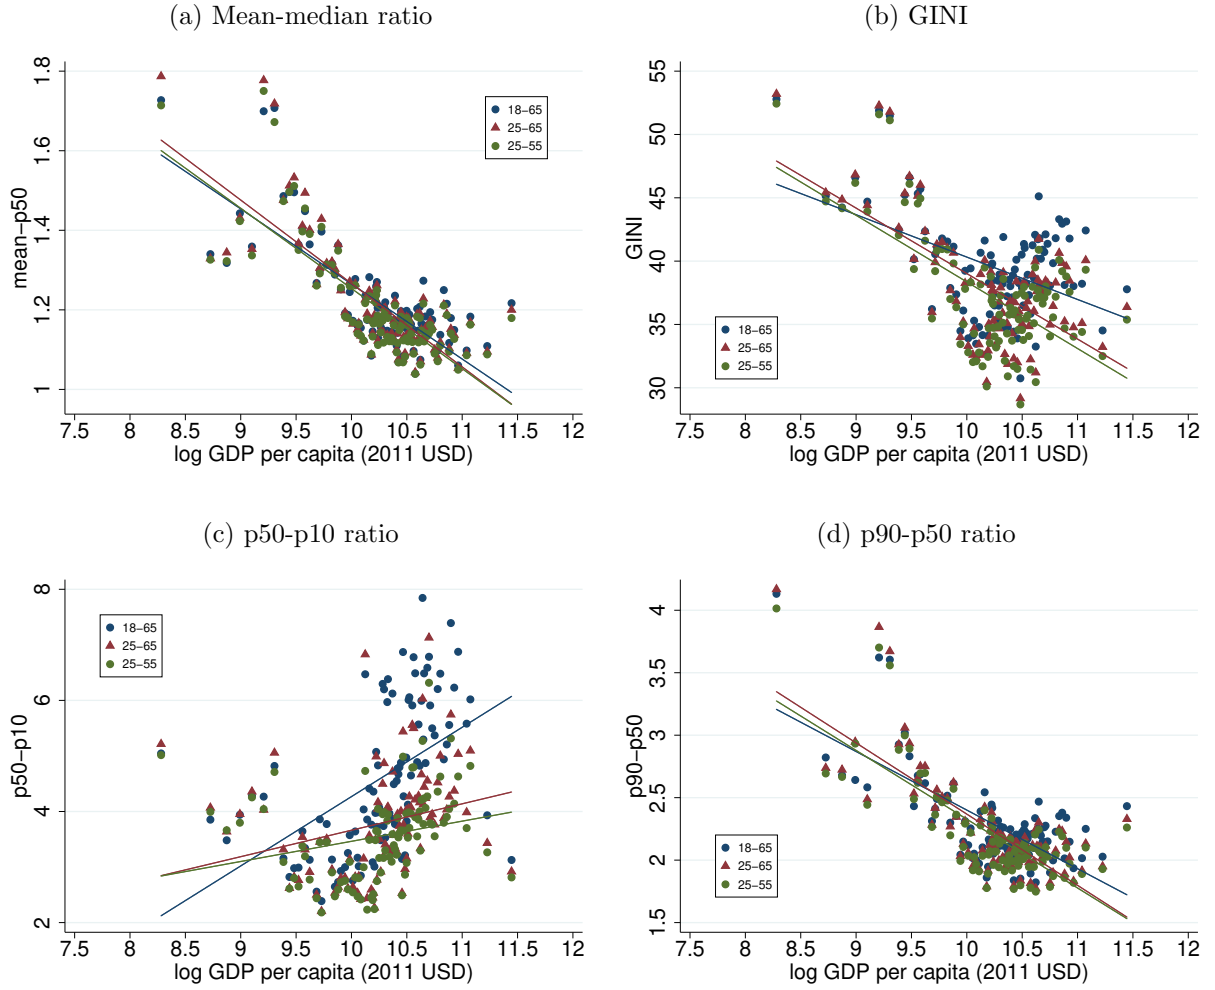 (a) Mean-median ratio
mean−p50
1.8
1.6
1.4
1.2
1
18−65
25−65
25−55
7.5 8 8.5 9 9.5 10 10.5 11 11.5 12
log GDP per capita (2011 USD)
(b) GINI
GINI
55
50
45
40
35
30
18−65
25−65
25−55
7.5 8 8.5 9 9.5 10 10.5 11 11.5 12
log GDP per capita (2011 USD)
(c) p50-p10 ratio
p50−p10
8
6
4
2
18−65
25−65
25−55
7.5 8 8.5 9 9.5 10 10.5 11 11.5 12
log GDP per capita (2011 USD)
(d) p90-p50 ratio
p90−p50
4
3.5
3
2.5
2
1.5
18−65
25−65
25−55
7.5 8 8.5 9 9.5 10 10.5 11 11.5 12
log GDP per capita (2011 USD)